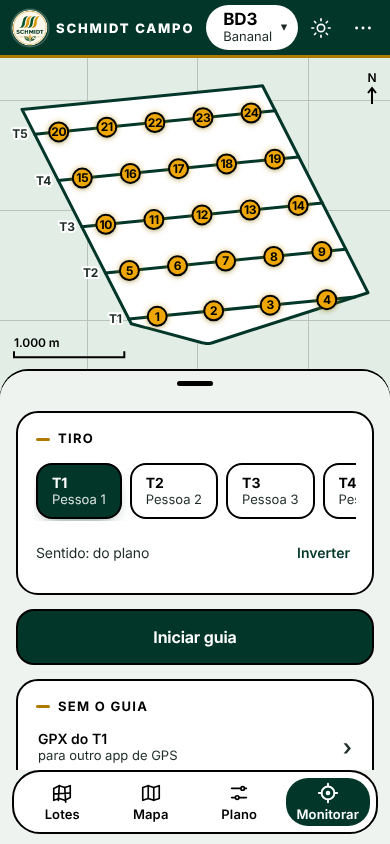 SCHMIDT
SCHMIDT CAMPO
BD3
Bananal
N
T5
20
21
22
23
24
T4
15
16
17
18
19
T3
10
11
12
13
14
T2
5
6
7
8
9
T1
1
2
3
4
1.000 m
TIRO
T1
Pessoa 1
T2
Pessoa 2
T3
Pessoa 3
T4
Pes
Sentido: do plano
Inverter
Iniciar guia
SEM O GUIA
GPX do T1
para outro app de GPS
Lotes
Mapa
Plano
Monitorar